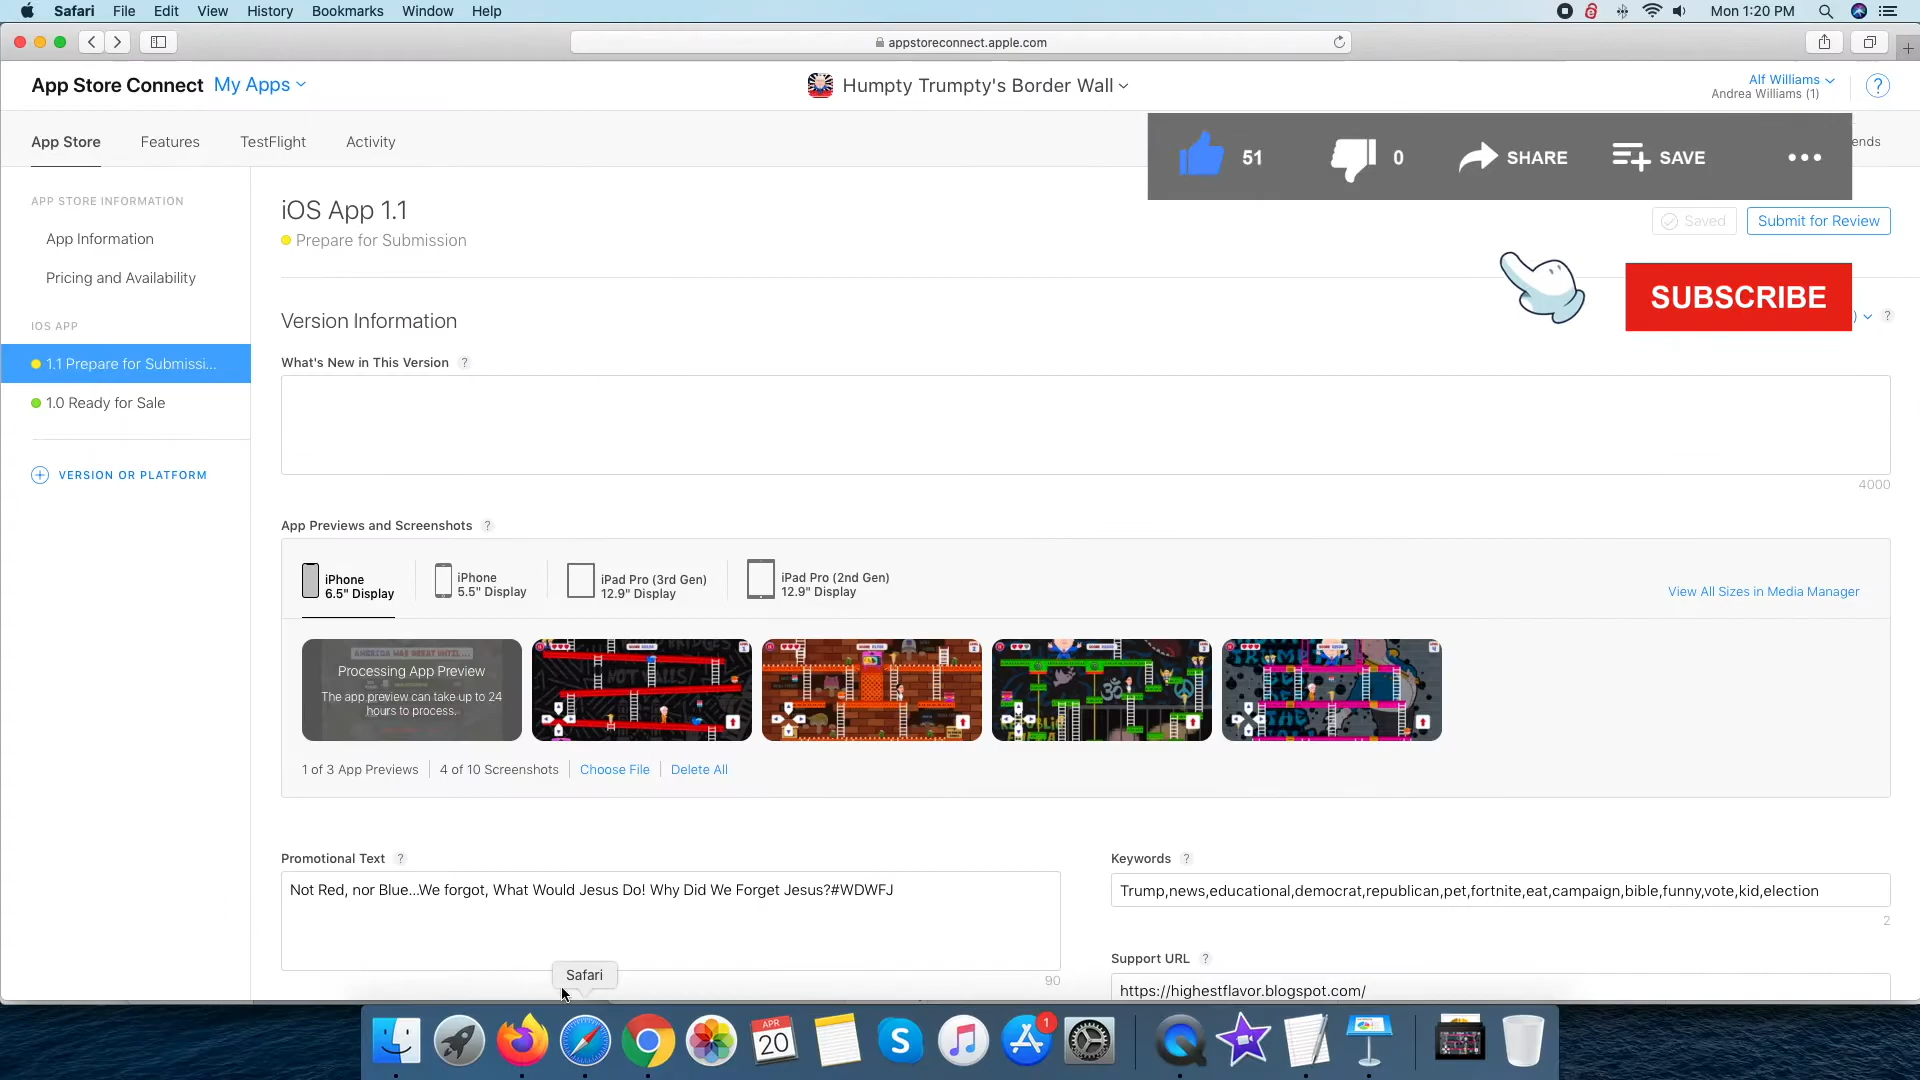 Safari File Edit View History Bookmarks Window Help Mon 1:20 PM
appstoreconnect.apple.com
App Store Connect My Apps Humpty Trumpty's Border Wall Alf Williams ?
Andrea Williams (1)
App Store Features TestFlight Activity ends
51 0 SHARE SAVE
APP STORE INFORMATION
App Information
Pricing and Availability
IOS APP
1.1 Prepare for Submissi...
1.0 Ready for Sale
VERSION OR PLATFORM
iOS App 1.1
Prepare for Submission
Saved Submit for Review
SUBSCRIBE
Version Information ) ?
What's New in This Version ?
4000
App Previews and Screenshots ?
iPhone
6.5" Display
iPhone
5.5" Display
iPad Pro (3rd Gen)
12.9" Display
iPad Pro (2nd Gen)
12.9" Display
View All Sizes in Media Manager
AMERICA WAS GREAT UNTIL...
Processing App Preview
The app preview can take up to 24
hours to process.
1 of 3 App Previews 4 of 10 Screenshots Choose File Delete All
Promotional Text ?
Not Red, nor Blue...We forgot, What Would Jesus Do! Why Did We Forget Jesus?#WDWFJ
90
Keywords ?
Trump,news,educational,democrat,republican,pet,fortnite,eat,campaign,bible,funny,vote,kid,election
2
Support URL ?
https://highestflavor.blogspot.com/
Safari
APR
20
1